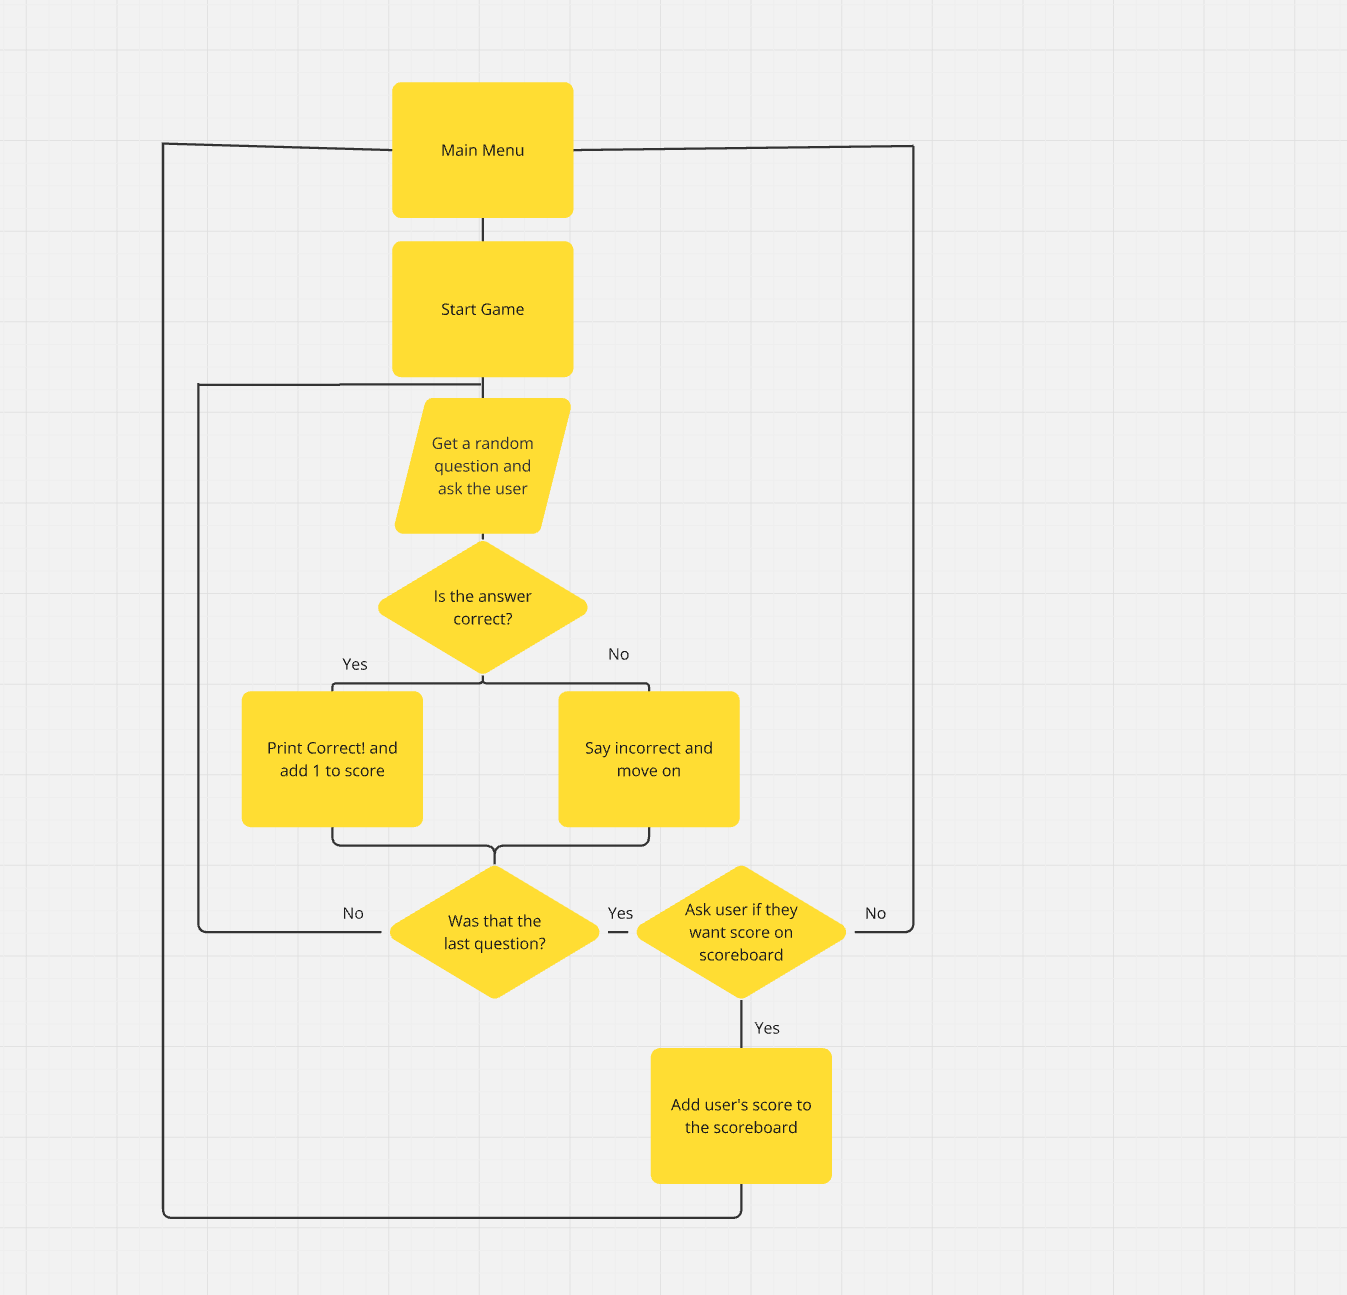 Main Menu
Start Game
Get a random
question and
ask the user
Is the answer
correct?
Yes
No
Print Correct! and
add 1 to score
Say incorrect and
move on
No
Was that the
last question?
Yes
Ask user if they
want score on
scoreboard
No
Yes
Add user's score to
the scoreboard